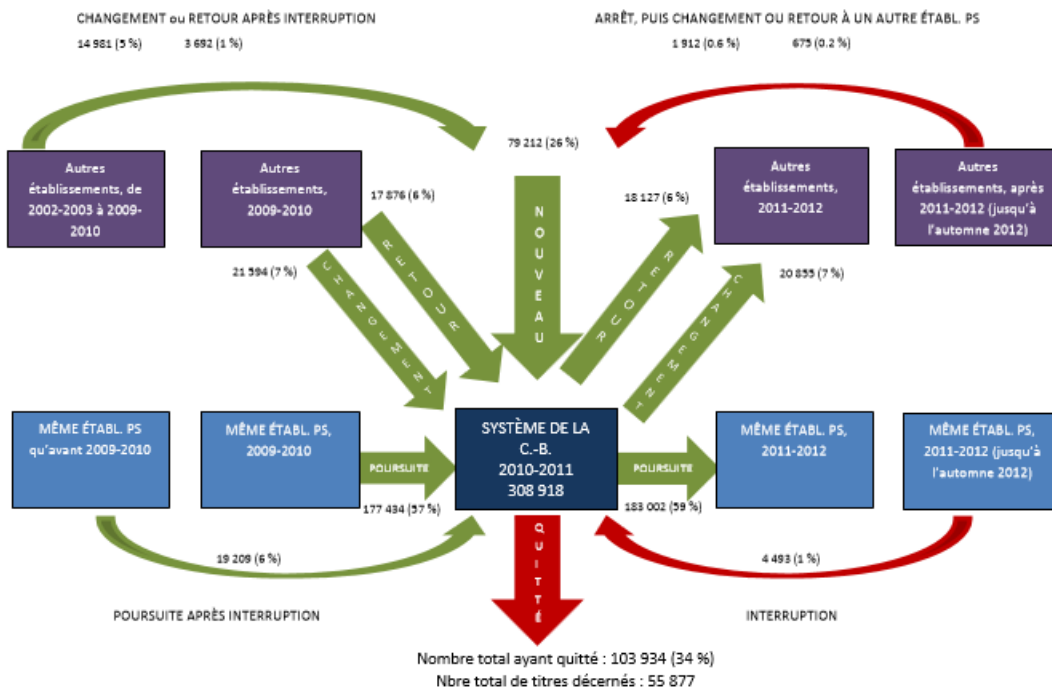 CHANGEMENT ou RETOUR APRÈS INTERRUPTION
14 981 (5 %) 3 692 (1 %)
ARRÊT, PUIS CHANGEMENT OU RETOUR À UN AUTRE ÉTABL. PS
1 912 (0.6 %) 675 (0.2 %)
79 212 (26 %)
Autres
établissements, de
2002-2003 à 2009-
2010
Autres
établissements,
2009-2010
17 876 (6 %)
21 594 (7 %)
CHANGEMENT
RETOUR
NOUVEAU
18 127 (6 %)
RETOUR
CHANGEMENT
Autres
établissements,
2011-2012
20 855 (7 %)
Autres
établissements, après
2011-2012 (jusqu'à
l'automne 2012)
MÊME ÉTABL. PS
qu'avant 2009-2010
MÊME ÉTABL. PS,
2009-2010
POURSUITE
177 434 (57 %)
SYSTÈME DE LA
C.-B.
2010-2011
308 918
POURSUITE
183 002 (59 %)
MÊME ÉTABL. PS,
2011-2012
MÊME ÉTABL. PS,
2011-2012 (jusqu'à
l'automne 2012)
19 209 (6 %)
POURSUITE APRÈS INTERRUPTION
QUITTÉ
4 493 (1 %)
INTERRUPTION
Nombre total ayant quitté : 103 934 (34 %)
Nbre total de titres décernés : 55 877